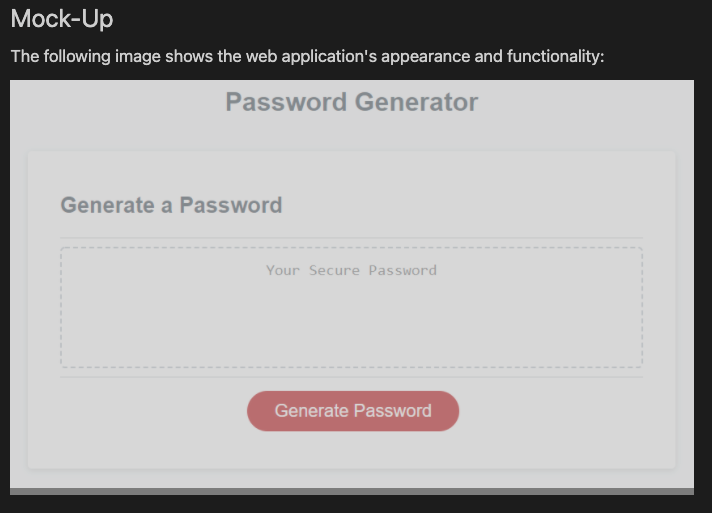 Mock-Up
The following image shows the web application's appearance and functionality:
Password Generator
Generate a Password
Your Secure Password
Generate Password